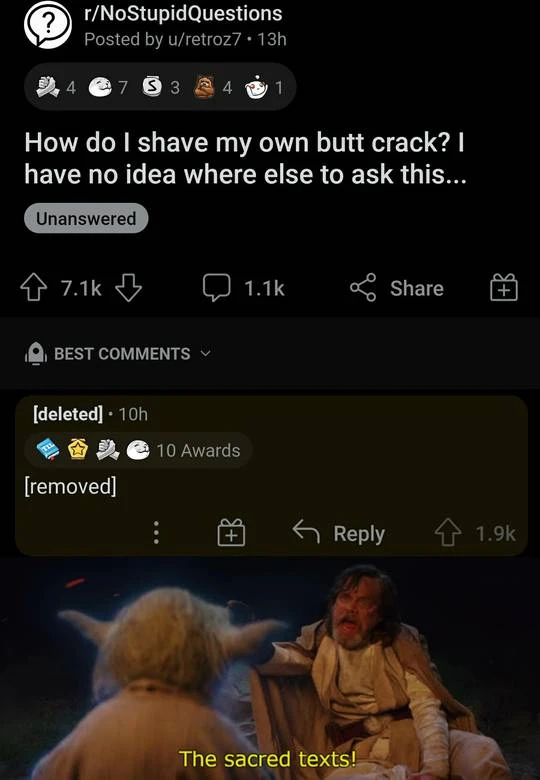 r/NoStupidQuestions
Posted by u/retroz7 • 13h
4 7 S 3 4 1
How do I shave my own butt crack? I
have no idea where else to ask this...
Unanswered
7.1k 1.1k Share
BEST COMMENTS
[deleted] • 10h
TIL 10 Awards
[removed]
Reply 1.9k
The sacred texts!